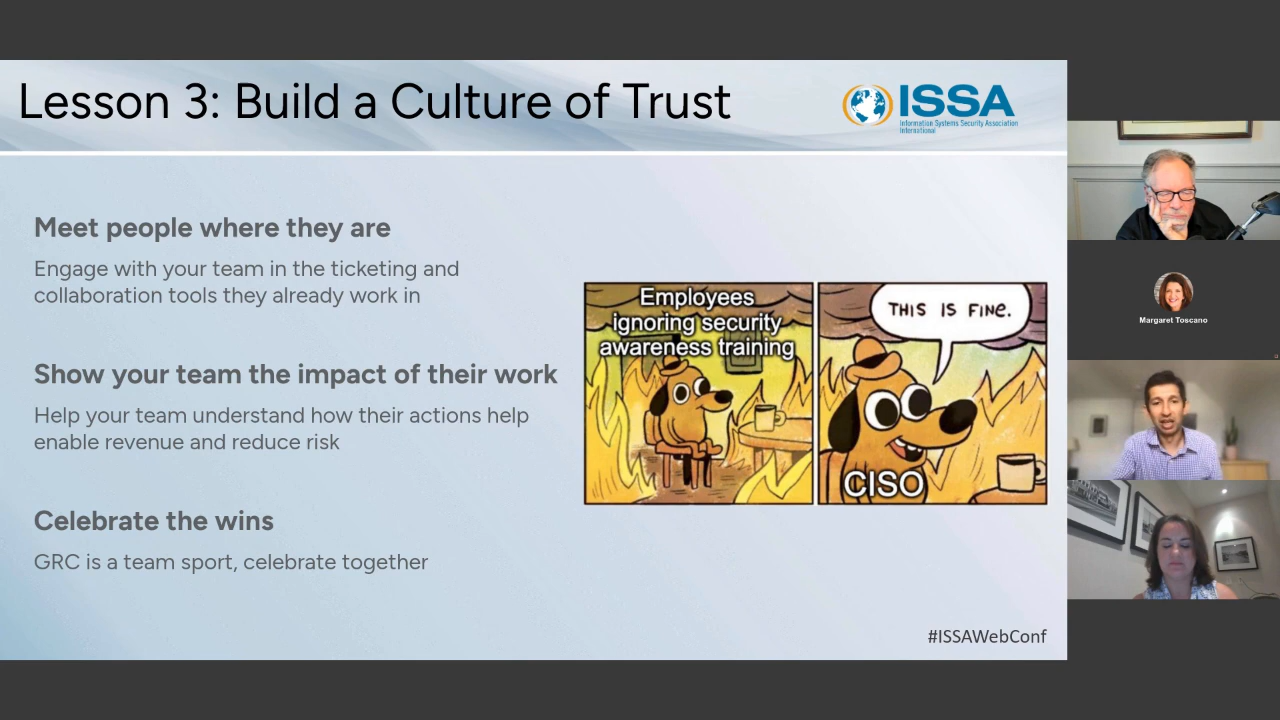 Lesson 3: Build a Culture of Trust
ISSA
Information Systems Security Association
International
Meet people where they are
Engage with your team in the ticketing and
collaboration tools they already work in
Show your team the impact of their work
Help your team understand how their actions help
enable revenue and reduce risk
Celebrate the wins
GRC is a team sport, celebrate together
Employees
ignoring security
awareness training
THIS IS FINE.
CISO
#ISSAWebConf
Margaret Toscano